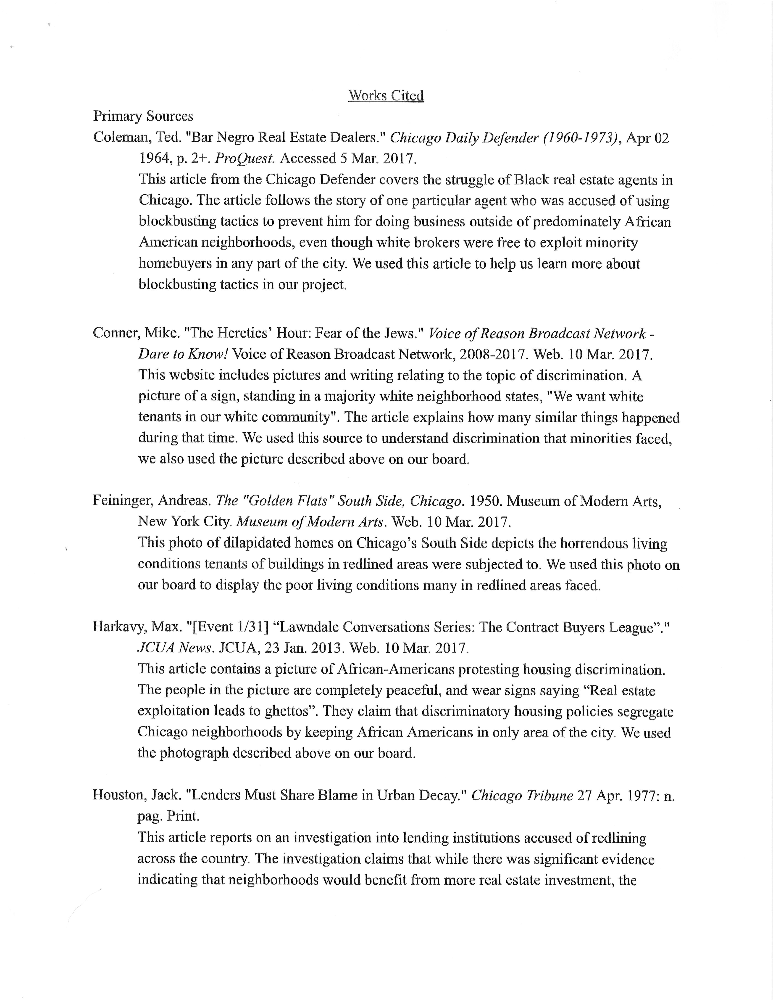 Works Cited
Primary Sources
Coleman, Ted. "Bar Negro Real Estate Dealers." Chicago Daily Defender (1960-1973), Apr 02
1964, p. 2+. ProQuest. Accessed 5 Mar. 2017.
This article from the Chicago Defender covers the struggle of Black real estate agents in
Chicago. The article follows the story of one particular agent who was accused of using
blockbusting tactics to prevent him for doing business outside of predominately African
American neighborhoods, even though white brokers were free to exploit minority
homebuyers in any part of the city. We used this article to help us learn more about
blockbusting tactics in our project.
Conner, Mike. "The Heretics’ Hour: Fear of the Jews." Voice of Reason Broadcast Network -
Dare to Know! Voice of Reason Broadcast Network, 2008-2017. Web. 10 Mar. 2017.
This website includes pictures and writing relating to the topic of discrimination. A
picture of a sign, standing in a majority white neighborhood states, "We want white
tenants in our white community". The article explains how many similar things happened
during that time. We used this source to understand discrimination that minorities faced,
we also used the picture described above on our board.
Feininger, Andreas. The "Golden Flats" South Side, Chicago. 1950. Museum of Modern Arts,
New York City. Museum of Modern Arts. Web. 10 Mar. 2017.
This photo of dilapidated homes on Chicago’s South Side depicts the horrendous living
conditions tenants of buildings in redlined areas were subjected to. We used this photo on
our board to display the poor living conditions many in redlined areas faced.
Harkavy, Max. "[Event 1/31] “Lawndale Conversations Series: The Contract Buyers League”."
JCUA News. JCUA, 23 Jan. 2013. Web. 10 Mar. 2017.
This article contains a picture of African-Americans protesting housing discrimination.
The people in the picture are completely peaceful, and wear signs saying “Real estate
exploitation leads to ghettos”. They claim that discriminatory housing policies segregate
Chicago neighborhoods by keeping African Americans in only area of the city. We used
the photograph described above on our board.
Houston, Jack. "Lenders Must Share Blame in Urban Decay." Chicago Tribune 27 Apr. 1977: n.
pag. Print.
This article reports on an investigation into lending institutions accused of redlining
across the country. The investigation claims that while there was significant evidence
indicating that neighborhoods would benefit from more real estate investment, the